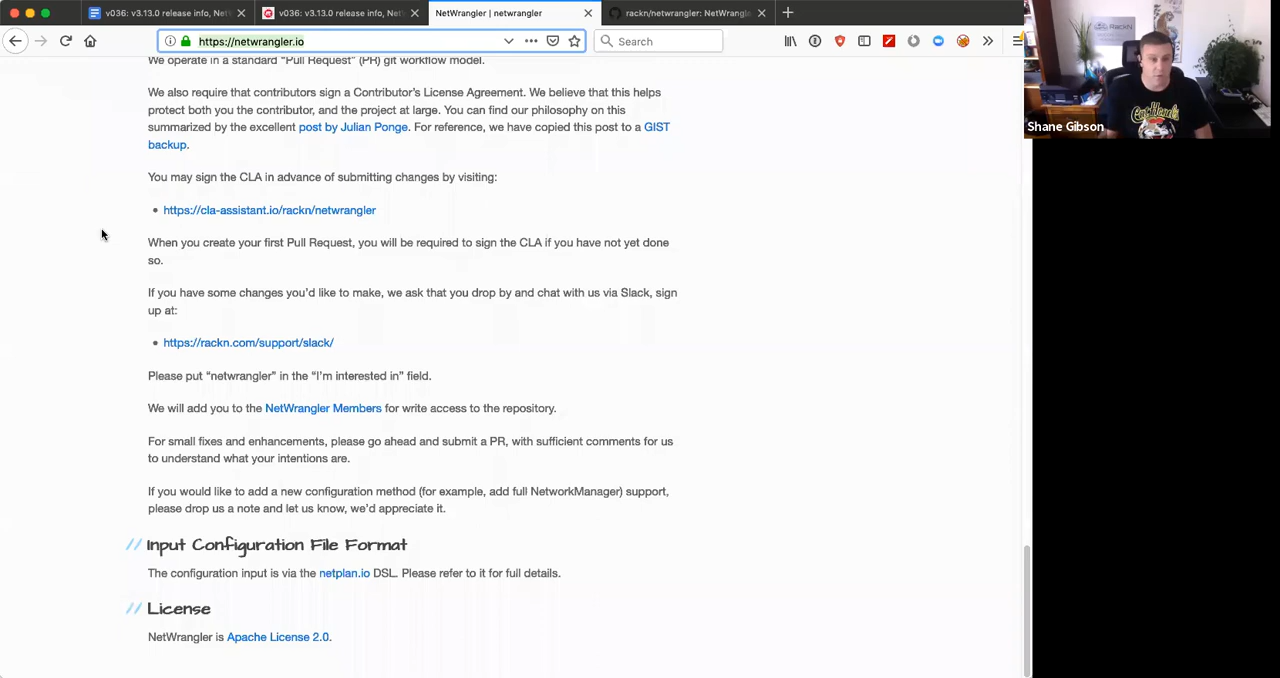 v036: v3.13.0 release info, Net
v036: v3.13.0 release info, Netw
NetWrangler | netwrangler
rackn/netwrangler: NetWrangle
https://netwrangler.io
Search
We operate in a standard “Pull Request” (PR) git workflow model.
We also require that contributors sign a Contributor’s License Agreement. We believe that this helps
protect both you the contributor, and the project at large. You can find our philosophy on this
summarized by the excellent post by Julian Ponge. For reference, we have copied this post to a GIST
backup.
You may sign the CLA in advance of submitting changes by visiting:
• https://cla-assistant.io/rackn/netwrangler
When you create your first Pull Request, you will be required to sign the CLA if you have not yet done
so.
If you have some changes you’d like to make, we ask that you drop by and chat with us via Slack, sign
up at:
• https://rackn.com/support/slack/
Please put “netwrangler” in the “I’m interested in” field.
We will add you to the NetWrangler Members for write access to the repository.
For small fixes and enhancements, please go ahead and submit a PR, with sufficient comments for us
to understand what your intentions are.
If you would like to add a new configuration method (for example, add full NetworkManager) support,
please drop us a note and let us know, we’d appreciate it.
// Input Configuration File Format
The configuration input is via the netplan.io DSL. Please refer to it for full details.
// License
NetWrangler is Apache License 2.0.
RackN
Shane Gibson